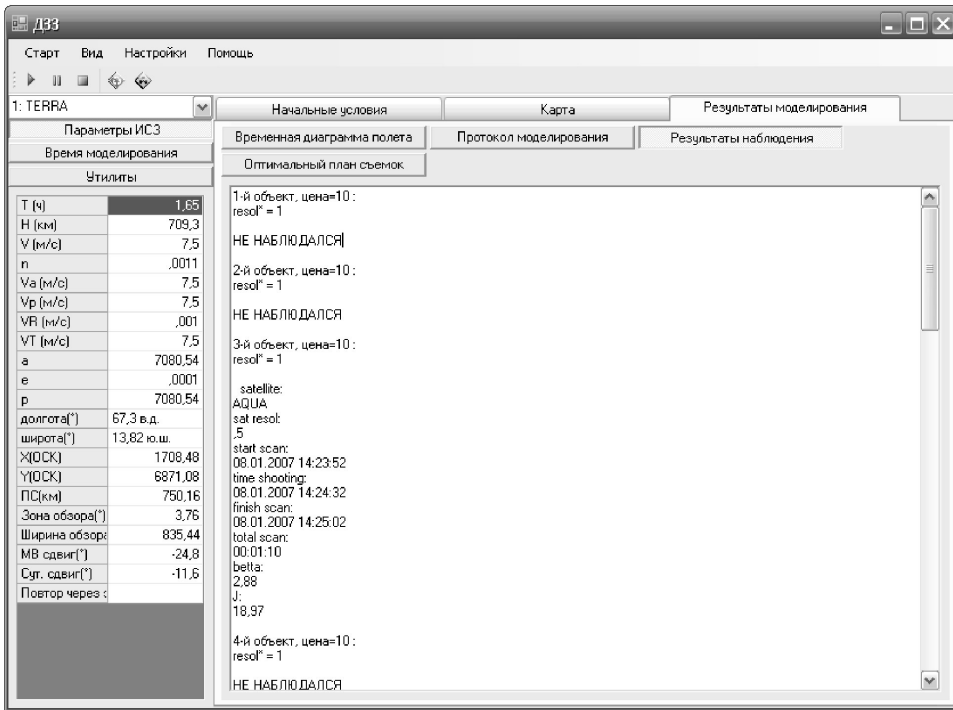 ДЗЗ
Старт Вид Настройки Помощь
1: TERRA
Начальные условия Карта Результаты моделирования
Параметры ИСЗ
Время моделирования
Утилиты
Временная диаграмма полета Протокол моделирования Результаты наблюдения
Оптимальный план съемок
T (ч) 1,65
H (км) 709,3
V (м/с) 7,5
n ,0011
Va (м/с) 7,5
Vp (м/с) 7,5
VR (м/с) ,001
VT (м/с) 7,5
a 7080,54
e ,0001
p 7080,54
долгота(°) 67,3 в.д.
широта(°) 13,82 ю.ш.
X(ОСК) 1708,48
Y(ОСК) 6871,08
ПС(км) 750,16
Зона обзора(°) 3,76
Ширина обзора 835,44
МВ сдвиг(°) -24,8
Сут. сдвиг(°) -11,6
Повтор через
1-й объект, цена=10 :
resol* = 1
НЕ НАБЛЮДАЛСЯ
2-й объект, цена=10 :
resol* = 1
НЕ НАБЛЮДАЛСЯ
3-й объект, цена=10 :
resol* = 1
satellite:
AQUA
sat resol:
,5
start scan:
08.01.2007 14:23:52
time shooting:
08.01.2007 14:24:32
finish scan:
08.01.2007 14:25:02
total scan:
00:01:10
betta:
2,88
J:
18,97
4-й объект, цена=10 :
resol* = 1
НЕ НАБЛЮДАЛСЯ